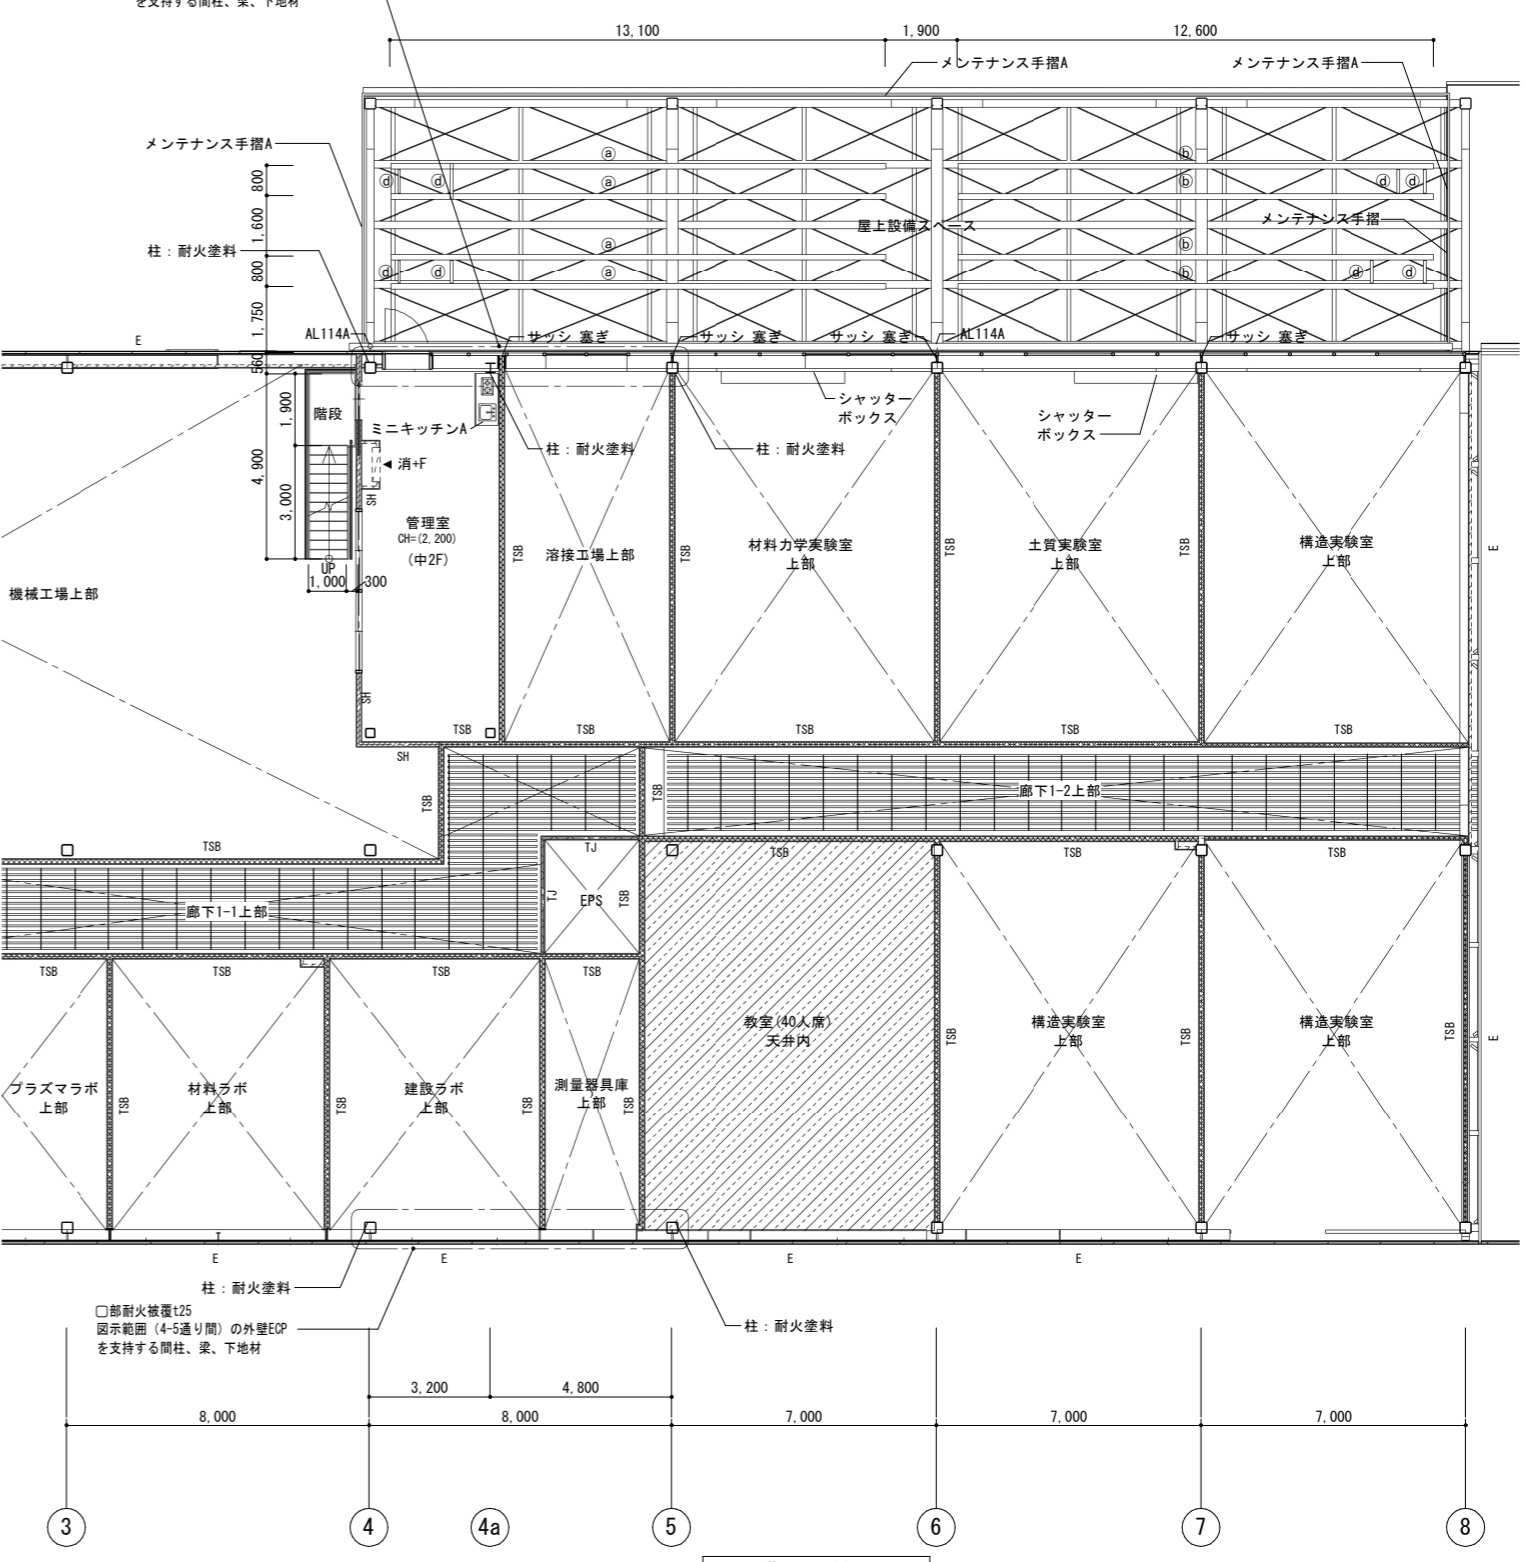 を支持する間柱、梁、下地材
13,100
1,900
12,600
メンテナンス手摺A
メンテナンス手摺A
メンテナンス手摺A
800
1,600
800
1,750
560
ⓐ
ⓑ
ⓓ
ⓓ
ⓐ
ⓑ
ⓓ
ⓓ
屋上設備スペース
メンテナンス手摺
柱：耐火塗料
ⓐ
ⓑ
ⓓ
ⓓ
ⓐ
ⓑ
ⓓ
ⓓ
E
AL114A
サッシ 塞ぎ
サッシ 塞ぎ
サッシ 塞ぎ
AL114A
サッシ 塞ぎ
4,900
1,900
3,000
階段
ミニキッチンA
シャッター
ボックス
シャッター
ボックス
柱：耐火塗料
柱：耐火塗料
◀ 消+F
SH
管理室
CH=(2,200)
(中2F)
TSB
溶接工場上部
TSB
材料力学実験室
上部
TSB
土質実験室
上部
TSB
構造実験室
上部
E
UP
1,000
300
機械工場上部
SH
TSB
TSB
TSB
TSB
TSB
SH
TSB
TSB
廊下1-2上部
TSB
TJ
TSB
TSB
TSB
TJ
EPS
TSB
廊下1-1上部
TSB
TSB
TSB
TSB
教室(40人席)
天井内
TSB
構造実験室
上部
TSB
構造実験室
上部
TSB
E
プラズマラボ
上部
TSB
材料ラボ
上部
TSB
建設ラボ
上部
TSB
測量器具庫
上部
TSB
E
E
E
E
柱：耐火塗料
▢部耐火被覆t25
図示範囲（4-5通り間）の外壁ECP
を支持する間柱、梁、下地材
柱：耐火塗料
3,200
4,800
8,000
8,000
7,000
7,000
7,000
3
4
4a
5
6
7
8